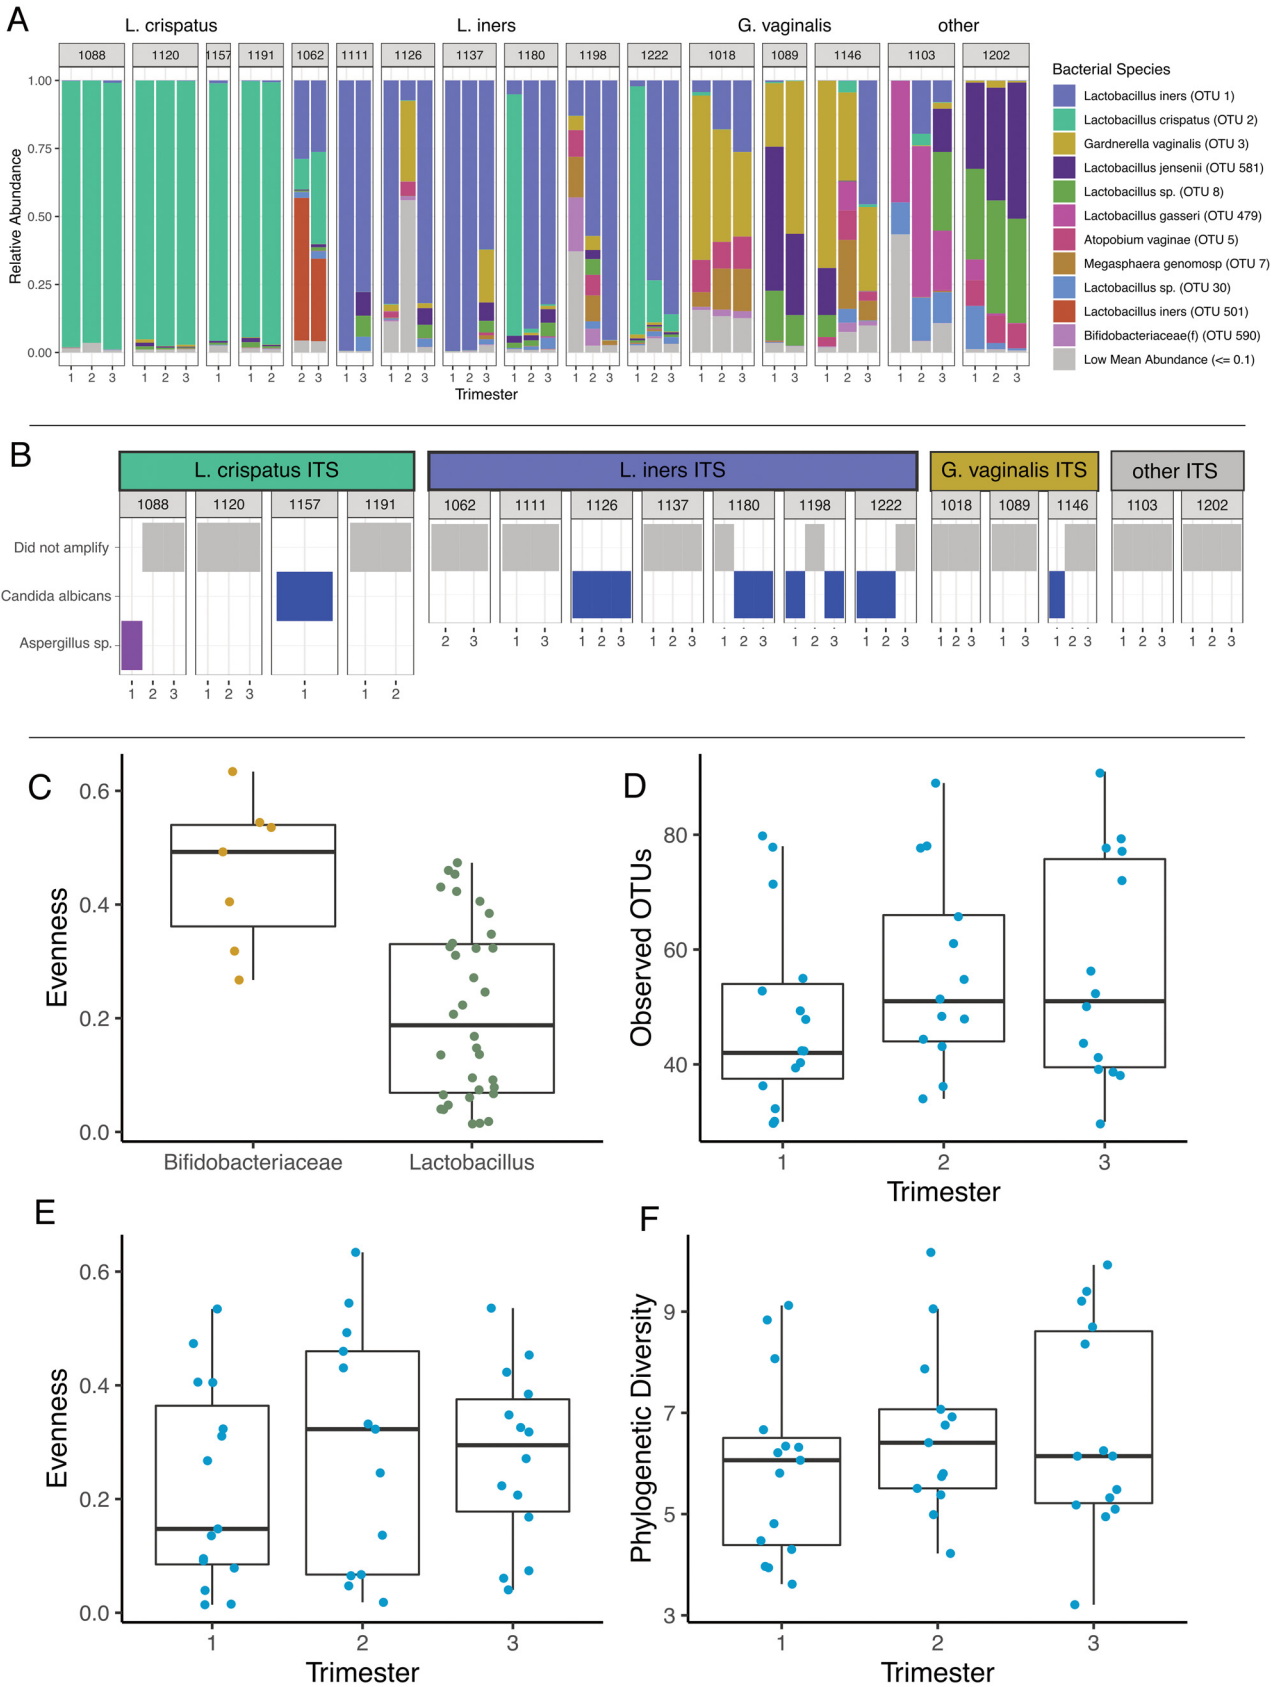 A
L. crispatus L. iners G. vaginalis other
1088 1120 1157 1191 1062 1111 1126 1137 1180 1198 1222 1018 1089 1146 1103 1202
Relative Abundance
1.00
0.75
0.50
0.25
0.00
1 2 3 1 2 3 1 1 2 2 3 1 3 1 2 3 1 2 3 1 2 3 1 2 3 1 2 3 1 2 3 1 3 1 2 3 1 2 3 1 2 3
Trimester
Bacterial Species
Lactobacillus iners (OTU 1)
Lactobacillus crispatus (OTU 2)
Gardnerella vaginalis (OTU 3)
Lactobacillus jensenii (OTU 581)
Lactobacillus sp. (OTU 8)
Lactobacillus gasseri (OTU 479)
Atopobium vaginae (OTU 5)
Megasphaera genomosp (OTU 7)
Lactobacillus sp. (OTU 30)
Lactobacillus iners (OTU 501)
Bifidobacteriaceae(f) (OTU 590)
Low Mean Abundance (<= 0.1)
B
L. crispatus ITS L. iners ITS G. vaginalis ITS other ITS
1088 1120 1157 1191 1062 1111 1126 1137 1180 1198 1222 1018 1089 1146 1103 1202
Did not amplify
Candida albicans
Aspergillus sp.
2 3 1 3 1 2 3 1 2 3 1 2 3 1 2 3 1 2 3 1 2 3 1 3 1 2 3 1 2 3 1 2 3
1 2 3 1 2 3 1 1 2
C
Evenness
0.6
0.4
0.2
0.0
Bifidobacteriaceae Lactobacillus
D
Observed OTUs
80
60
40
1 2 3
Trimester
E
Evenness
0.6
0.4
0.2
0.0
1 2 3
Trimester
F
Phylogenetic Diversity
9
7
5
3
1 2 3
Trimester